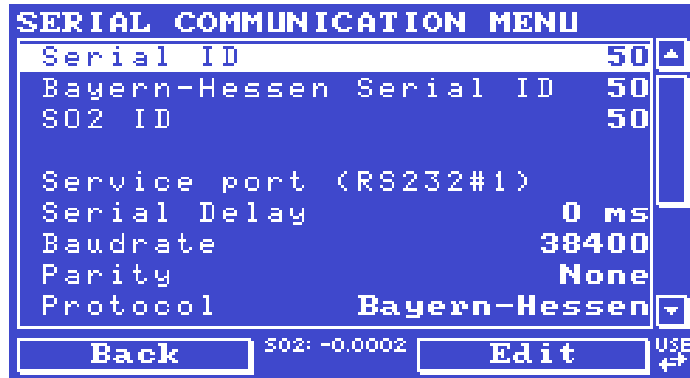 SERIAL COMMUNICATION MENU
Serial ID 50
Bayern-Hessen Serial ID 50
SO2 ID 50
Service port (RS232#1)
Serial Delay 0 ms
Baudrate 38400
Parity None
Protocol Bayern-Hessen
Back SO2: -0.0002 Edit USB